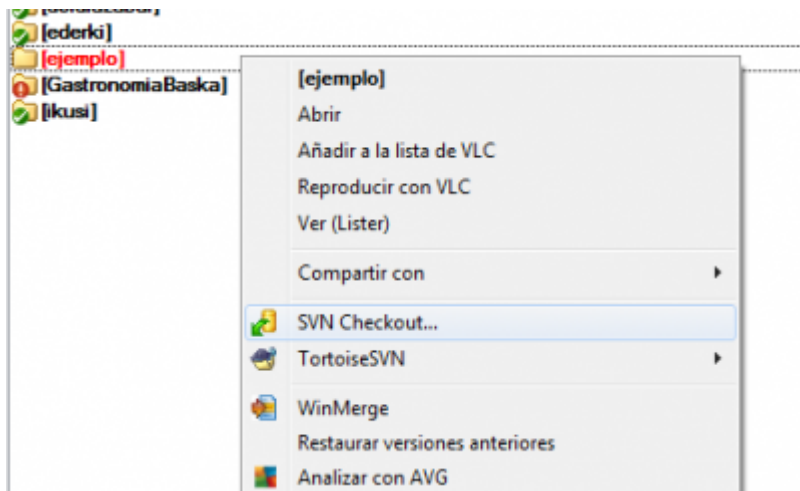 [ederki]
[ejemplo]
[GastronomiaBaska]
[ikusi]
[ejemplo]
Abrir
Añadir a la lista de VLC
Reproducir con VLC
Ver (Lister)
Compartir con
SVN Checkout...
TortoiseSVN
WinMerge
Restaurar versiones anteriores
Analizar con AVG